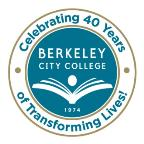 Celebrating 40 Years
BERKELEY
CITY COLLEGE
1974
of Transforming Lives!